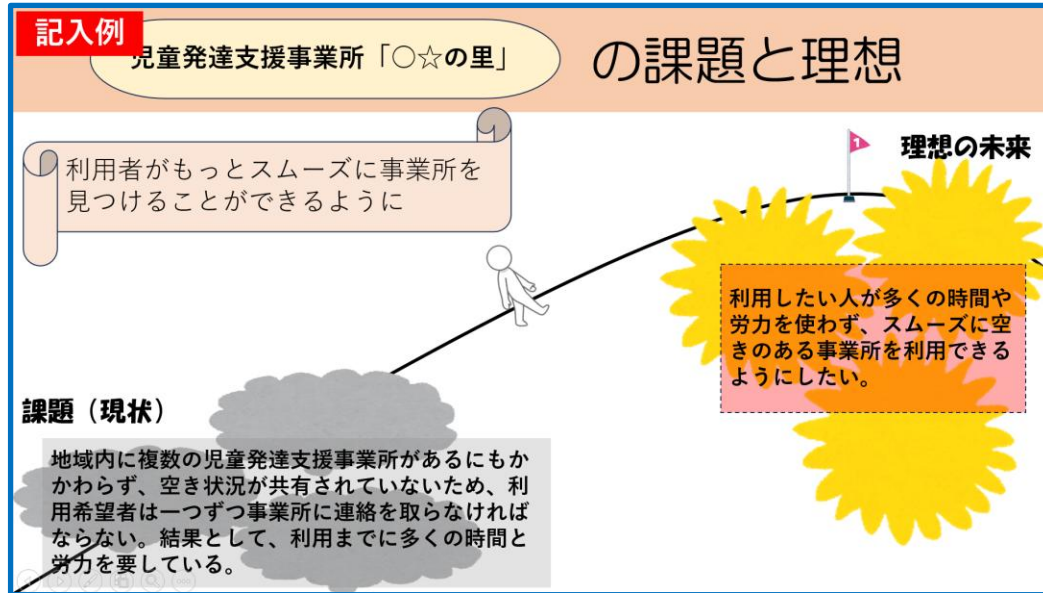 記入例
児童発達支援事業所「○☆の里」
の課題と理想
利用者がもっとスムーズに事業所を
見つけることができるように
1
理想の未来
利用したい人が多くの時間や
労力を使わず、スムーズに空
きのある事業所を利用できる
ようにしたい。
課題（現状）
地域内に複数の児童発達支援事業所があるにもか
かわらず、空き状況が共有されていないため、利
用希望者は一つずつ事業所に連絡を取らなければ
ならない。結果として、利用までに多くの時間と
労力を要している。